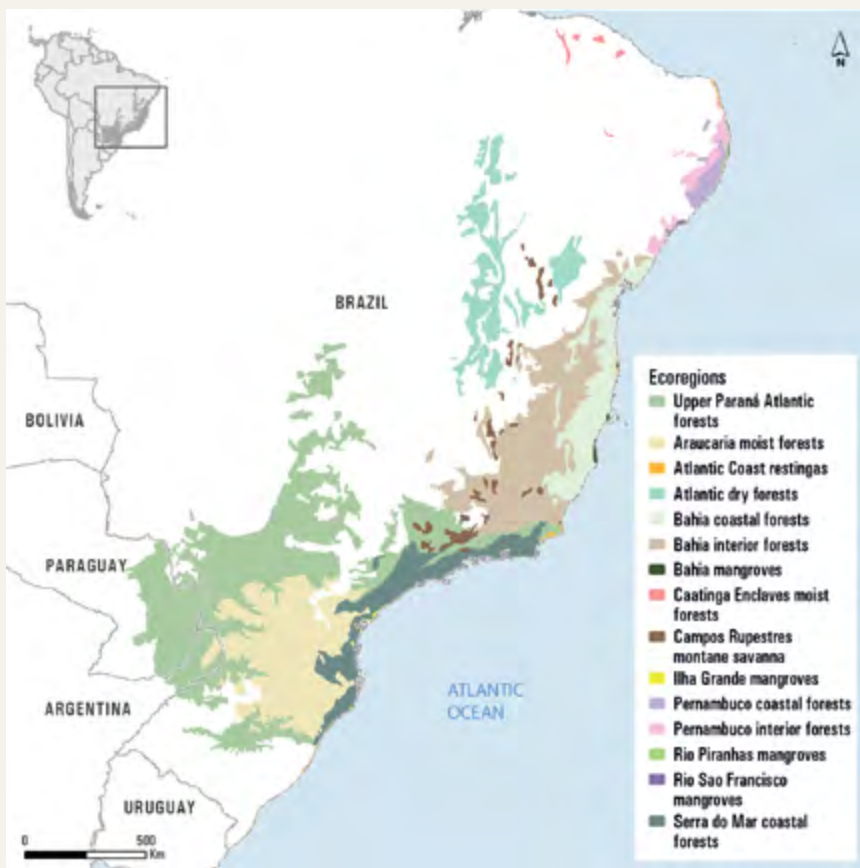 N
BRAZIL
BOLIVIA
PARAGUAY
ARGENTINA
URUGUAY
ATLANTIC
OCEAN
0 500
Km
Ecoregions
Upper Paraná Atlantic
forests
Araucaria moist forests
Atlantic Coast restingas
Atlantic dry forests
Bahia coastal forests
Bahia interior forests
Bahia mangroves
Caatinga Enclaves moist
forests
Campos Rupestres
montane savanna
Ilha Grande mangroves
Pernambuco coastal forests
Pernambuco interior forests
Rio Piranhas mangroves
Rio Sao Francisco
mangroves
Serra do Mar coastal
forests